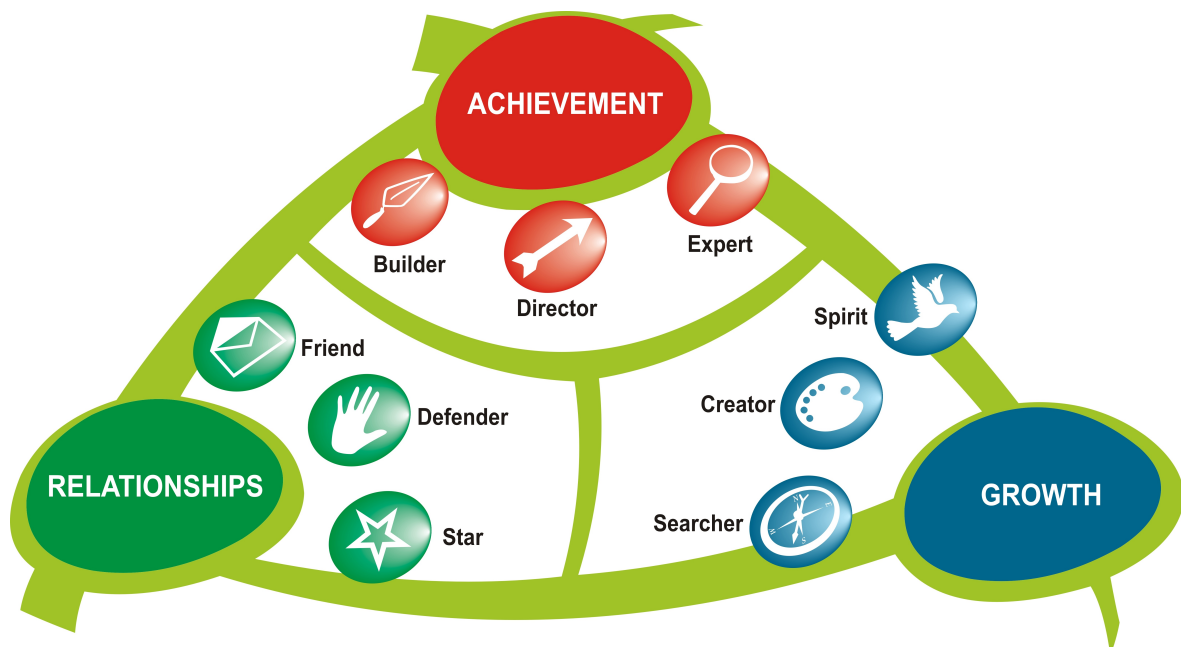 ACHIEVEMENT
Builder
Director
Expert
Friend
Defender
Star
RELATIONSHIPS
Spirit
Creator
Searcher
GROWTH
N
E
S
W